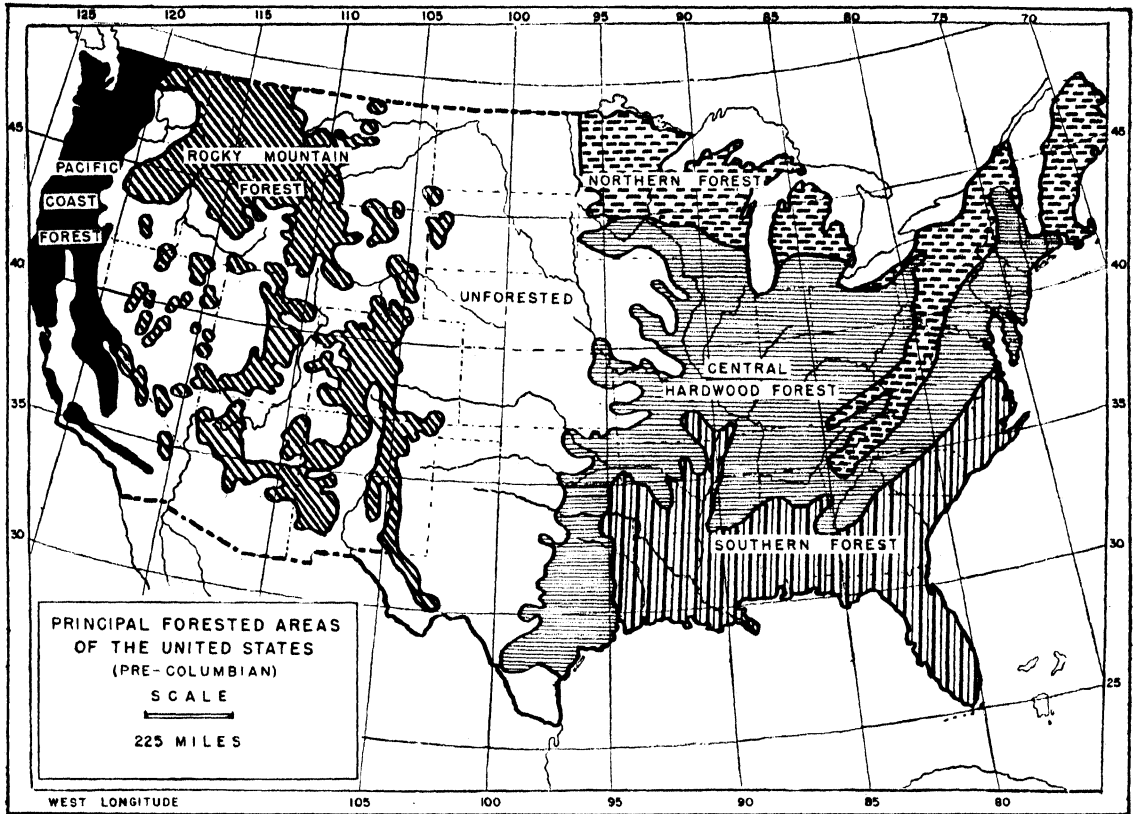 125 120 115 110 105 100 95 90 85 80 75 70
45
45
PACIFIC
COAST
FOREST
ROCKY MOUNTAIN
FOREST
NORTHERN FOREST
40
40
UNFORESTED
CENTRAL
HARDWOOD FOREST
35
35
30
30
SOUTHERN FOREST
25
PRINCIPAL FORESTED AREAS
OF THE UNITED STATES
(PRE-COLUMBIAN)
SCALE
225 MILES
WEST LONGITUDE 105 100 95 90 85 80